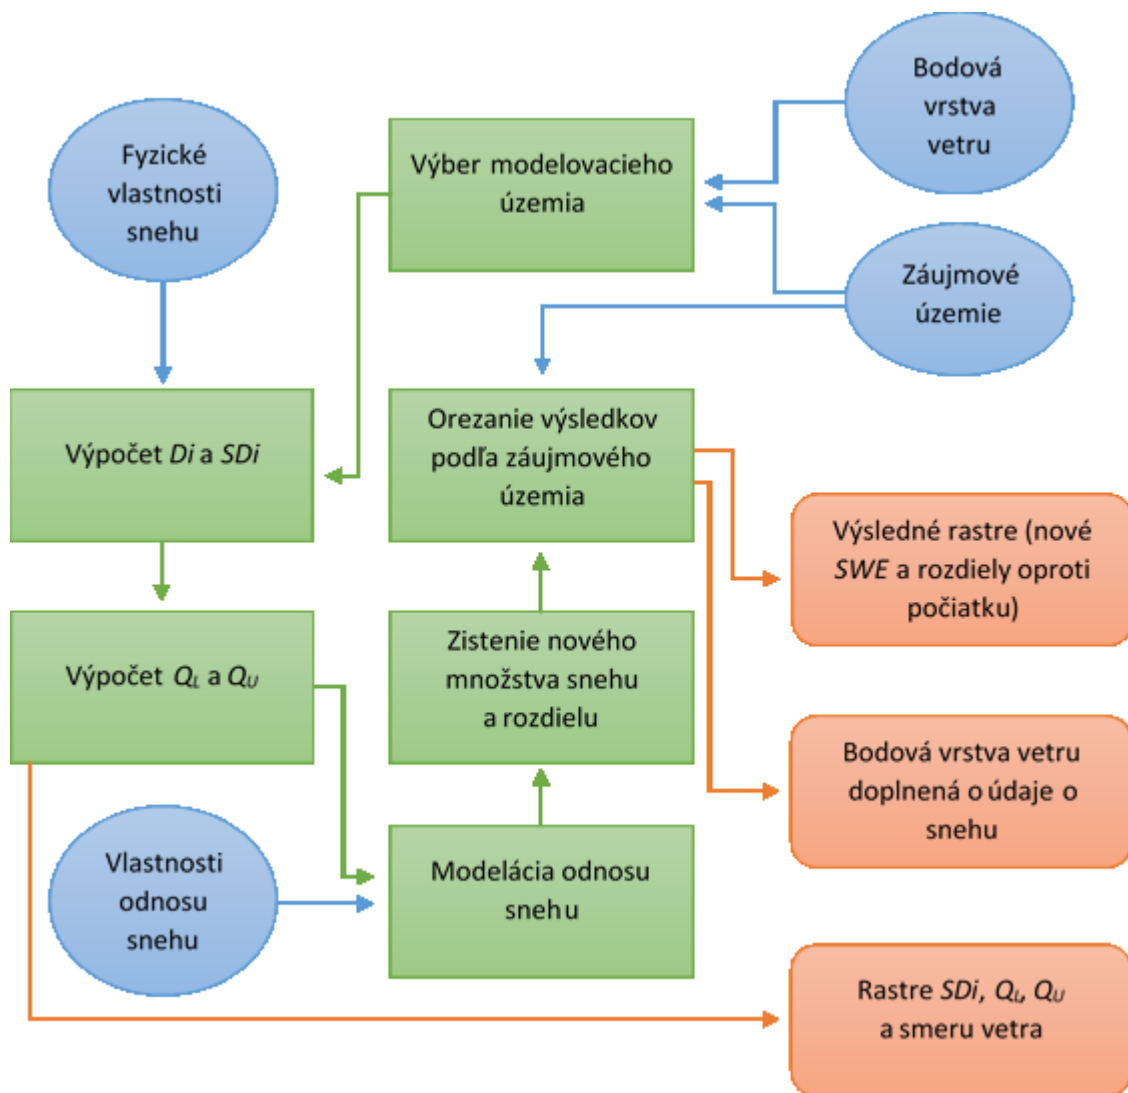 Bodová
vrstva
vetru
Fyzické
vlastnosti
snehu
Výber modelovacieho
územia
Záujmové
územie
Výpočet Di a SDi
Orezanie výsledkov
podľa záujmového
územia
Výsledné rastre (nové
SWE a rozdiely oproti
počiatku)
Výpočet QL a QU
Zistenie nového
množstva snehu
a rozdielu
Bodová vrstva vetru
doplnená o údaje o
snehu
Vlastnosti
odnosu
snehu
Modelácia odnosu
snehu
Rastre SDi, QL, QU
a smeru vetra